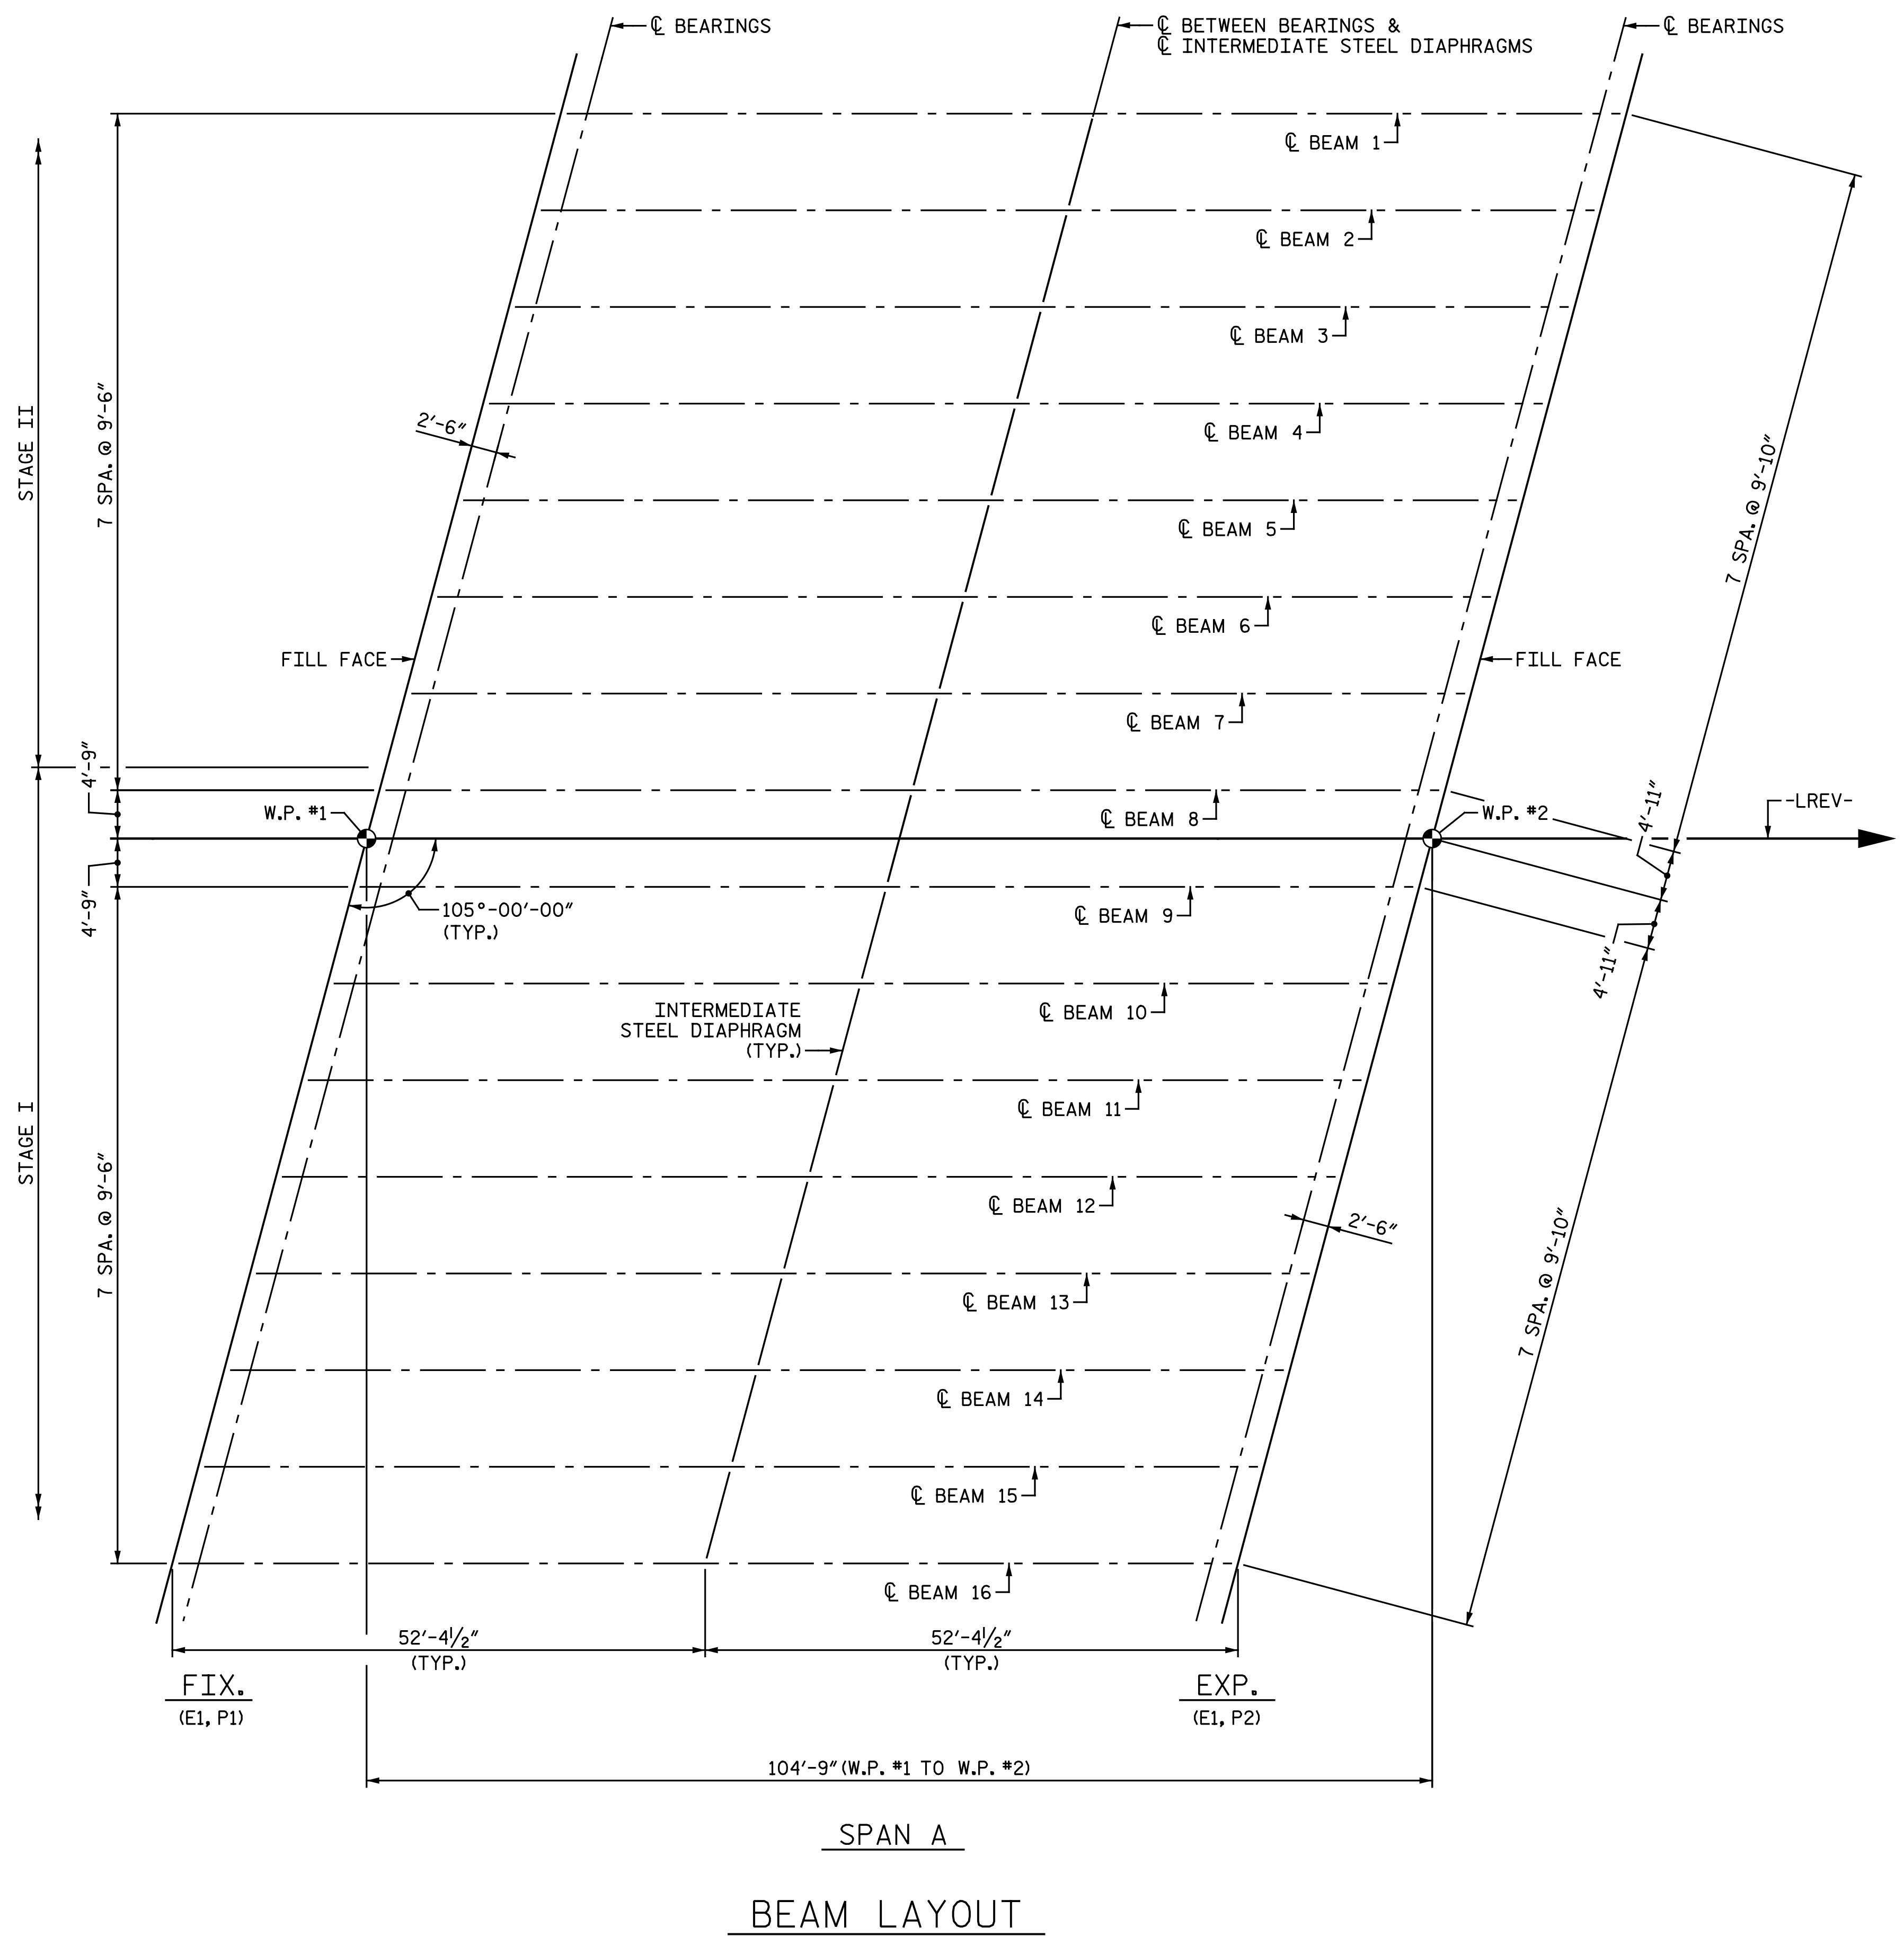 ℄ BEARINGS
℄ BETWEEN BEARINGS &
℄ INTERMEDIATE STEEL DIAPHRAGMS
℄ BEARINGS
℄ BEAM 1
℄ BEAM 2
℄ BEAM 3
2'-6"
℄ BEAM 4
℄ BEAM 5
℄ BEAM 6
FILL FACE
FILL FACE
℄ BEAM 7
STAGE II
7 SPA. @ 9'-6"
7 SPA. @ 9'-10"
4'-9"
W.P. #1
℄ BEAM 8
W.P. #2
4'-11"
-LREV-
4'-9"
105°-00'-00"
(TYP.)
℄ BEAM 9
4'-11"
INTERMEDIATE
STEEL DIAPHRAGM
(TYP.)
℄ BEAM 10
℄ BEAM 11
STAGE I
7 SPA. @ 9'-6"
℄ BEAM 12
2'-6"
7 SPA. @ 9'-10"
℄ BEAM 13
℄ BEAM 14
℄ BEAM 15
℄ BEAM 16
52'-4½"
(TYP.)
52'-4½"
(TYP.)
FIX.
(E1, P1)
EXP.
(E1, P2)
104'-9" (W.P. #1 TO W.P. #2)
SPAN A
BEAM LAYOUT